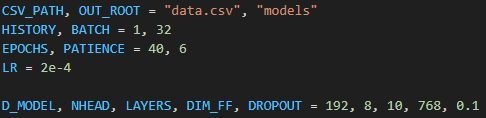 CSV_PATH, OUT_ROOT = "data.csv", "models"
HISTORY, BATCH = 1, 32
EPOCHS, PATIENCE = 40, 6
LR = 2e-4
D_MODEL, NHEAD, LAYERS, DIM_FF, DROPOUT = 192, 8, 10, 768, 0.1